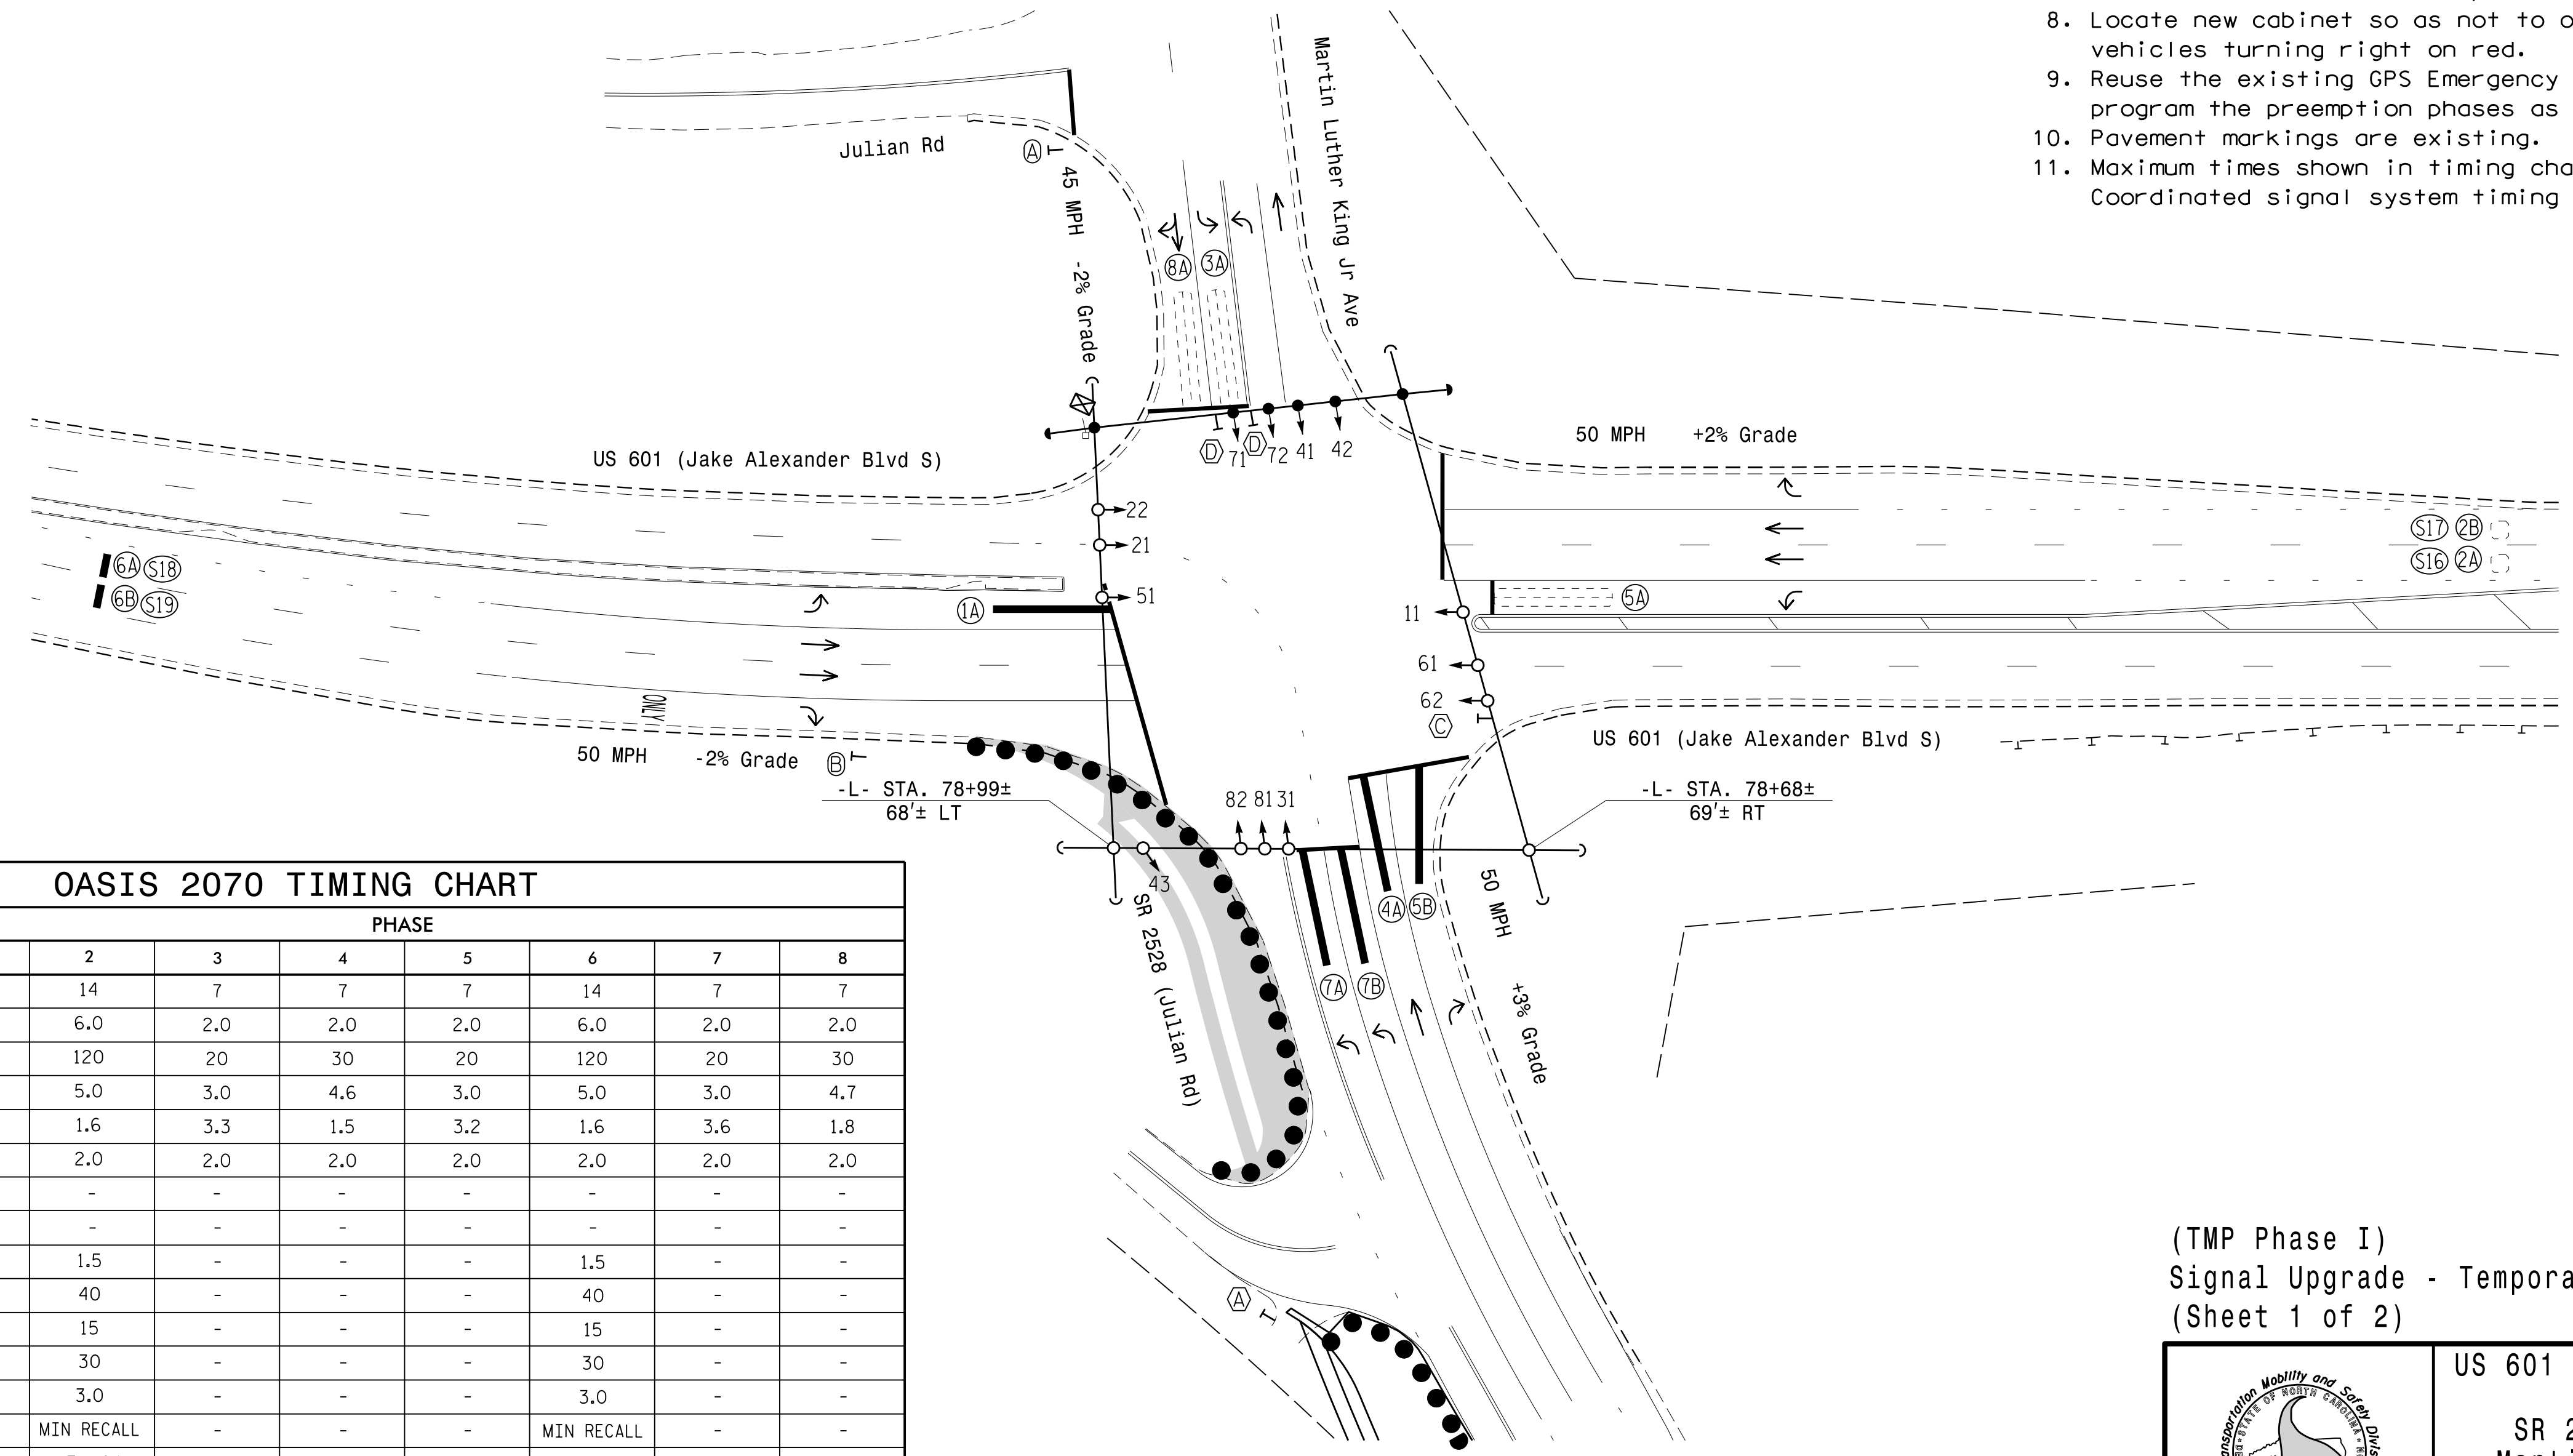 8. Locate new cabinet so as not to o
vehicles turning right on red.
9. Reuse the existing GPS Emergency
program the preemption phases as
10. Pavement markings are existing.
11. Maximum times shown in timing cha
Coordinated signal system timing
Julian Rd
A
45 MPH -2% Grade
Martin Luther King Jr Ave
8A 3A
US 601 (Jake Alexander Blvd S)
D 71 D 72 41 42
50 MPH +2% Grade
22
21
51
6A S18
6B S19
1A
S17 2B
S16 2A
5A
11
61
62
C
ONLY
50 MPH -2% Grade
B
US 601 (Jake Alexander Blvd S)
-L- STA. 78+99±
68'± LT
82 81 31
-L- STA. 78+68±
69'± RT
43
SR 2528 (Julian Rd)
4A 5B
7A 7B
50 MPH +3% Grade
A
OASIS 2070 TIMING CHART
PHASE
2 3 4 5 6 7 8
14 7 7 7 14 7 7
6.0 2.0 2.0 2.0 6.0 2.0 2.0
120 20 30 20 120 20 30
5.0 3.0 4.6 3.0 5.0 3.0 4.7
1.6 3.3 1.5 3.2 1.6 3.6 1.8
2.0 2.0 2.0 2.0 2.0 2.0 2.0
- - - - - - -
- - - - - - -
1.5 - - - 1.5 - -
40 - - - 40 - -
15 - - - 15 - -
30 - - - 30 - -
3.0 - - - 3.0 - -
MIN RECALL - - - MIN RECALL - -
(TMP Phase I)
Signal Upgrade - Tempora
(Sheet 1 of 2)
nsportation Mobility and Safety Divis
STATE OF NORTH CAROLINA
US 601
SR 2